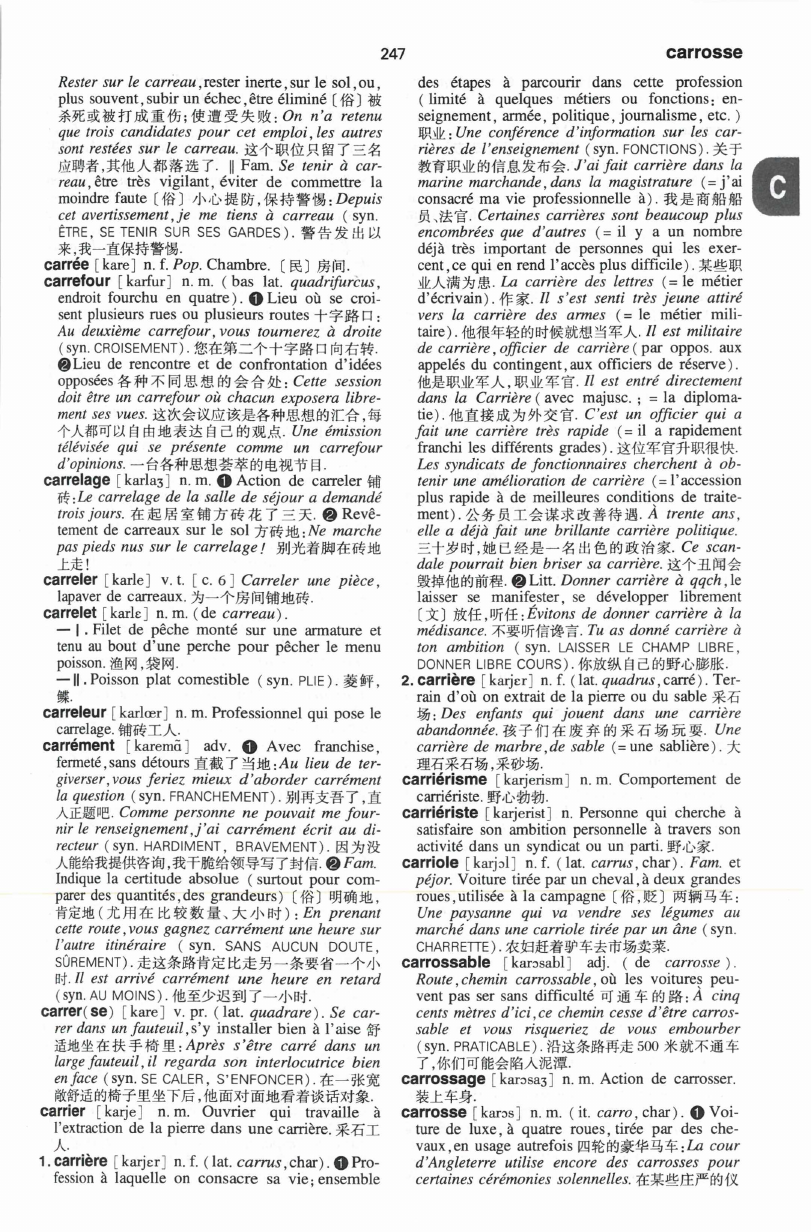 247
carrosse
Rester sur le carreau, rester inerte, sur le sol, ou,
plus souvent, subir un échec, être éliminé〔俗〕被
杀死或被打成重伤; 使遭受失败: On n'a retenu
que trois candidates pour cet emploi, les autres
sont restées sur le carreau. 这个职位只留了三名
应聘者,其他人都落选了. ‖ Fam. Se tenir à car-
reau, être très vigilant, éviter de commettre la
moindre faute〔俗〕小心提防,保持警惕: Depuis
cet avertissement, je me tiens à carreau ( syn.
ÊTRE, SE TENIR SUR SES GARDES). 警告发出以
来,我一直保持警惕.
carrée [kare] n. f. Pop. Chambre.〔民〕房间.
carrefour [karfur] n. m. ( bas lat. quadrifurcus,
endroit fourchu en quatre). ❶ Lieu où se croi-
sent plusieurs rues ou plusieurs routes 十字路口:
Au deuxième carrefour, vous tournerez à droite
(syn. CROISEMENT). 您在第二个十字路口向右转.
❷Lieu de rencontre et de confrontation d'idées
opposées 各种不同思想的会合处: Cette session
doit être un carrefour où chacun exposera libre-
ment ses vues. 这次会议应该是各种思想的汇合,每
个人都可以自由地表达自己的观点. Une émission
télévisée qui se présente comme un carrefour
d'opinions. 一台各种思想荟萃的电视节目.
carrelage [karlaʒ] n. m. ❶ Action de carreler 铺
砖: Le carrelage de la salle de séjour a demandé
trois jours. 在起居室铺方砖花了三天. ❷ Revê-
tement de carreaux sur le sol 方砖地: Ne marche
pas pieds nus sur le carrelage! 别光着脚在砖地
上走!
carreler [karle] v. t. [c. 6] Carreler une pièce,
lapaver de carreaux. 为一个房间铺地砖.
carrelet [karlɛ] n. m. (de carreau).
— Ⅰ. Filet de pêche monté sur une armature et
tenu au bout d'une perche pour pêcher le menu
poisson. 渔网,袋网.
— Ⅱ. Poisson plat comestible (syn. PLIE). 菱鲆,
鲽.
carreleur [karlœr] n. m. Professionnel qui pose le
carrelage. 铺砖工人.
carrément [karemɑ̃] adv. ❶ Avec franchise,
fermeté, sans détours 直截了当地: Au lieu de ter-
giverser, vous feriez mieux d'aborder carrément
la question (syn. FRANCHEMENT). 别再支吾了,直
入正题吧. Comme personne ne pouvait me four-
nir le renseignement, j'ai carrément écrit au di-
recteur (syn. HARDIMENT, BRAVEMENT). 因为没
人能给我提供咨询,我干脆给领导写了封信. ❷ Fam.
Indique la certitude absolue ( surtout pour com-
parer des quantités, des grandeurs)〔俗〕明确地,
肯定地(尤用在比较数量、大小时): En prenant
cette route, vous gagnez carrément une heure sur
l'autre itinéraire ( syn. SANS AUCUN DOUTE,
SÛREMENT). 走这条路肯定比走另一条要省一个小
时. Il est arrivé carrément une heure en retard
(syn. AU MOINS). 他至少迟到了一小时.
carrer(se) [kare] v. pr. (lat. quadrare). Se car-
rer dans un fauteuil, s'y installer bien à l'aise 舒
适地坐在扶手椅里: Après s'être carré dans un
large fauteuil, il regarda son interlocutrice bien
en face (syn. SE CALER, S'ENFONCER). 在一张宽
敞舒适的椅子里坐下后,他面对面地看着谈话对象.
carrier [karje] n. m. Ouvrier qui travaille à
l'extraction de la pierre dans une carrière. 采石工
人.
1. carrière [karjɛr] n. f. (lat. carrus, char). ❶ Pro-
fession à laquelle on consacre sa vie; ensemble
des étapes à parcourir dans cette profession
( limité à quelques métiers ou fonctions: en-
seignement, armée, politique, journalisme, etc. )
职业: Une conférence d'information sur les car-
rières de l'enseignement (syn. FONCTIONS). 关于
教育职业的信息发布会. J'ai fait carrière dans la
marine marchande, dans la magistrature (= j'ai
consacré ma vie professionnelle à). 我是商船船
员、法官. Certaines carrières sont beaucoup plus
encombrées que d'autres (= il y a un nombre
déjà très important de personnes qui les exer-
cent, ce qui en rend l'accès plus difficile). 某些职
业人满为患. La carrière des lettres (= le métier
d'écrivain). 作家. Il s'est senti très jeune attiré
vers la carrière des armes (= le métier mili-
taire). 他很年轻的时候就想当军人. Il est militaire
de carrière, officier de carrière (par oppos. aux
appelés du contingent, aux officiers de réserve).
他是职业军人,职业军官. Il est entré directement
dans la Carrière (avec majusc. ; = la diploma-
tie). 他直接成为外交官. C'est un officier qui a
fait une carrière très rapide (= il a rapidement
franchi les différents grades). 这位军官升职很快.
Les syndicats de fonctionnaires cherchent à ob-
tenir une amélioration de carrière (= l'accession
plus rapide à de meilleures conditions de traite-
ment). 公务员工会谋求改善待遇. À trente ans,
elle a déjà fait une brillante carrière politique.
三十岁时,她已经是一名出色的政治家. Ce scan-
dale pourrait bien briser sa carrière. 这个丑闻会
毁掉他的前程. ❷ Litt. Donner carrière à qqch, le
laisser se manifester, se développer librement
〔文〕放任,听任: Évitons de donner carrière à la
médisance. 不要听信谗言. Tu as donné carrière à
ton ambition ( syn. LAISSER LE CHAMP LIBRE,
DONNER LIBRE COURS). 你放纵自己的野心膨胀.
2. carrière [karjɛr] n. f. (lat. quadrus, carré). Ter-
rain d'où on extrait de la pierre ou du sable 采石
场: Des enfants qui jouent dans une carrière
abandonnée. 孩子们在废弃的采石场玩耍. Une
carrière de marbre, de sable (= une sablière). 大
理石采石场,采砂场.
carriérisme [karjerism] n. m. Comportement de
carriériste. 野心勃勃.
carriériste [karjerist] n. Personne qui cherche à
satisfaire son ambition personnelle à travers son
activité dans un syndicat ou un parti. 野心家.
carriole [karjɔl] n. f. (lat. carrus, char). Fam. et
péjor. Voiture tirée par un cheval, à deux grandes
roues, utilisée à la campagne〔俗,贬〕两辆马车:
Une paysanne qui va vendre ses légumes au
marché dans une carriole tirée par un âne (syn.
CHARRETTE). 农妇赶着驴车去市场卖菜.
carrossable [karɔsabl] adj. ( de carrosse ).
Route, chemin carrossable, où les voitures peu-
vent pas ser sans difficulté 可通车的路: À cinq
cents mètres d'ici, ce chemin cesse d'être carros-
sable et vous risqueriez de vous embourber
(syn. PRATICABLE). 沿这条路再走 500 米就不通车
了,你们可能会陷入泥潭.
carrossage [karɔsaʒ] n. m. Action de carrosser.
装上车身.
carrosse [karɔs] n. m. (it. carro, char). ❶ Voi-
ture de luxe, à quatre roues, tirée par des che-
vaux, en usage autrefois 四轮的豪华马车: La cour
d'Angleterre utilise encore des carrosses pour
certaines cérémonies solennelles. 在某些庄严的仪
C